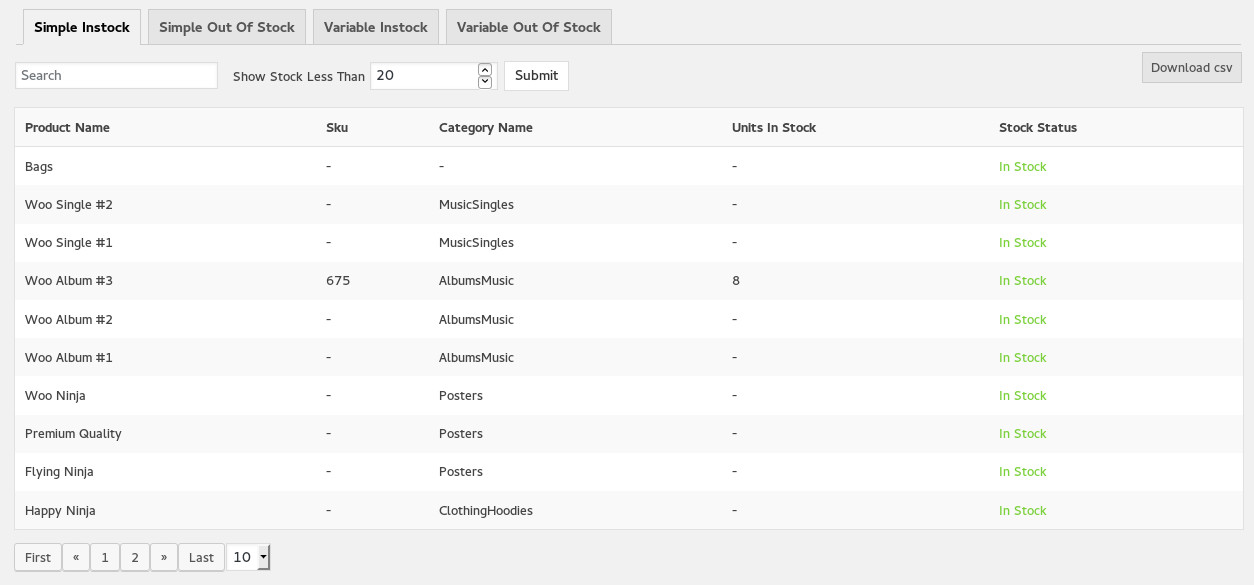 Simple Instock Simple Out Of Stock Variable Instock Variable Out Of Stock
Search Show Stock Less Than 20 Submit Download csv
Product Name Sku Category Name Units In Stock Stock Status
Bags - - - In Stock
Woo Single #2 - MusicSingles - In Stock
Woo Single #1 - MusicSingles - In Stock
Woo Album #3 675 AlbumsMusic 8 In Stock
Woo Album #2 - AlbumsMusic - In Stock
Woo Album #1 - AlbumsMusic - In Stock
Woo Ninja - Posters - In Stock
Premium Quality - Posters - In Stock
Flying Ninja - Posters - In Stock
Happy Ninja - ClothingHoodies - In Stock
First « 1 2 » Last 10